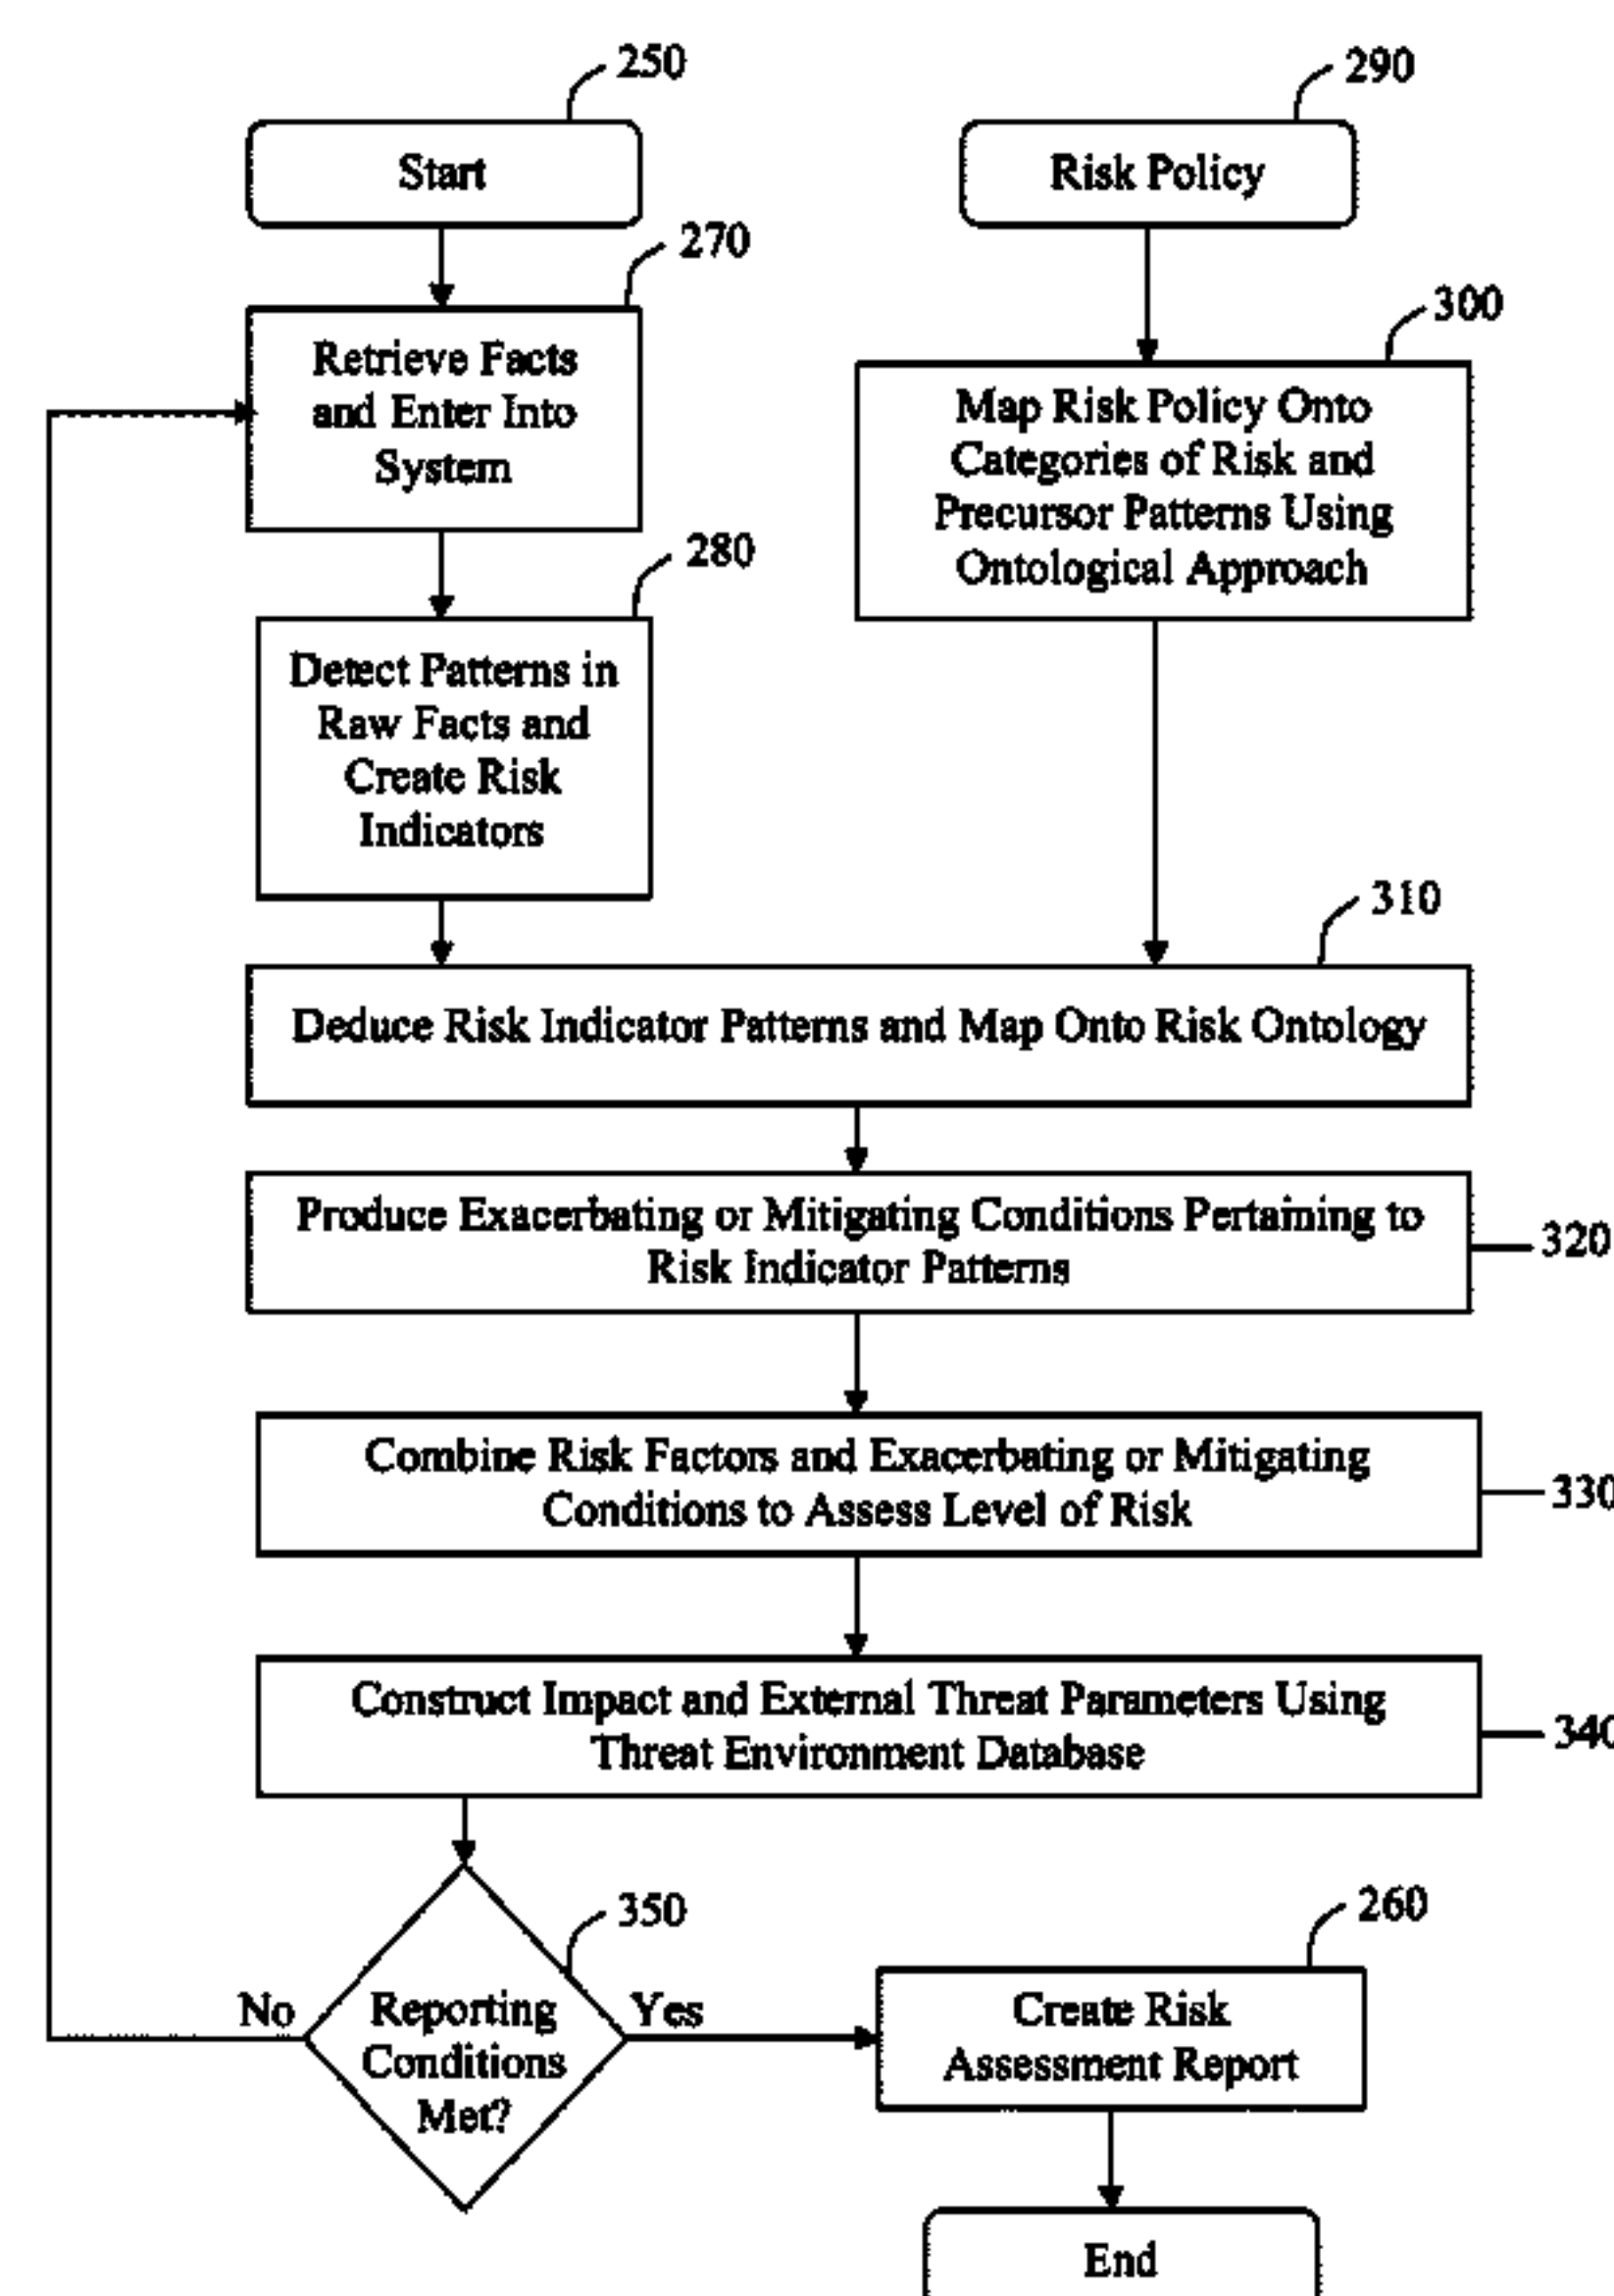 250
Start
290
Risk Policy
270
Retrieve Facts
and Enter Into
System
300
Map Risk Policy Onto
Categories of Risk and
Precursor Patterns Using
Ontological Approach
280
Detect Patterns in
Raw Facts and
Create Risk
Indicators
310
Deduce Risk Indicator Patterns and Map Onto Risk Ontology
Produce Exacerbating or Mitigating Conditions Pertaining to
Risk Indicator Patterns
320
Combine Risk Factors and Exacerbating or Mitigating
Conditions to Assess Level of Risk
330
Construct Impact and External Threat Parameters Using
Threat Environment Database
340
350
Reporting
Conditions
Met?
No
Yes
260
Create Risk
Assessment Report
End